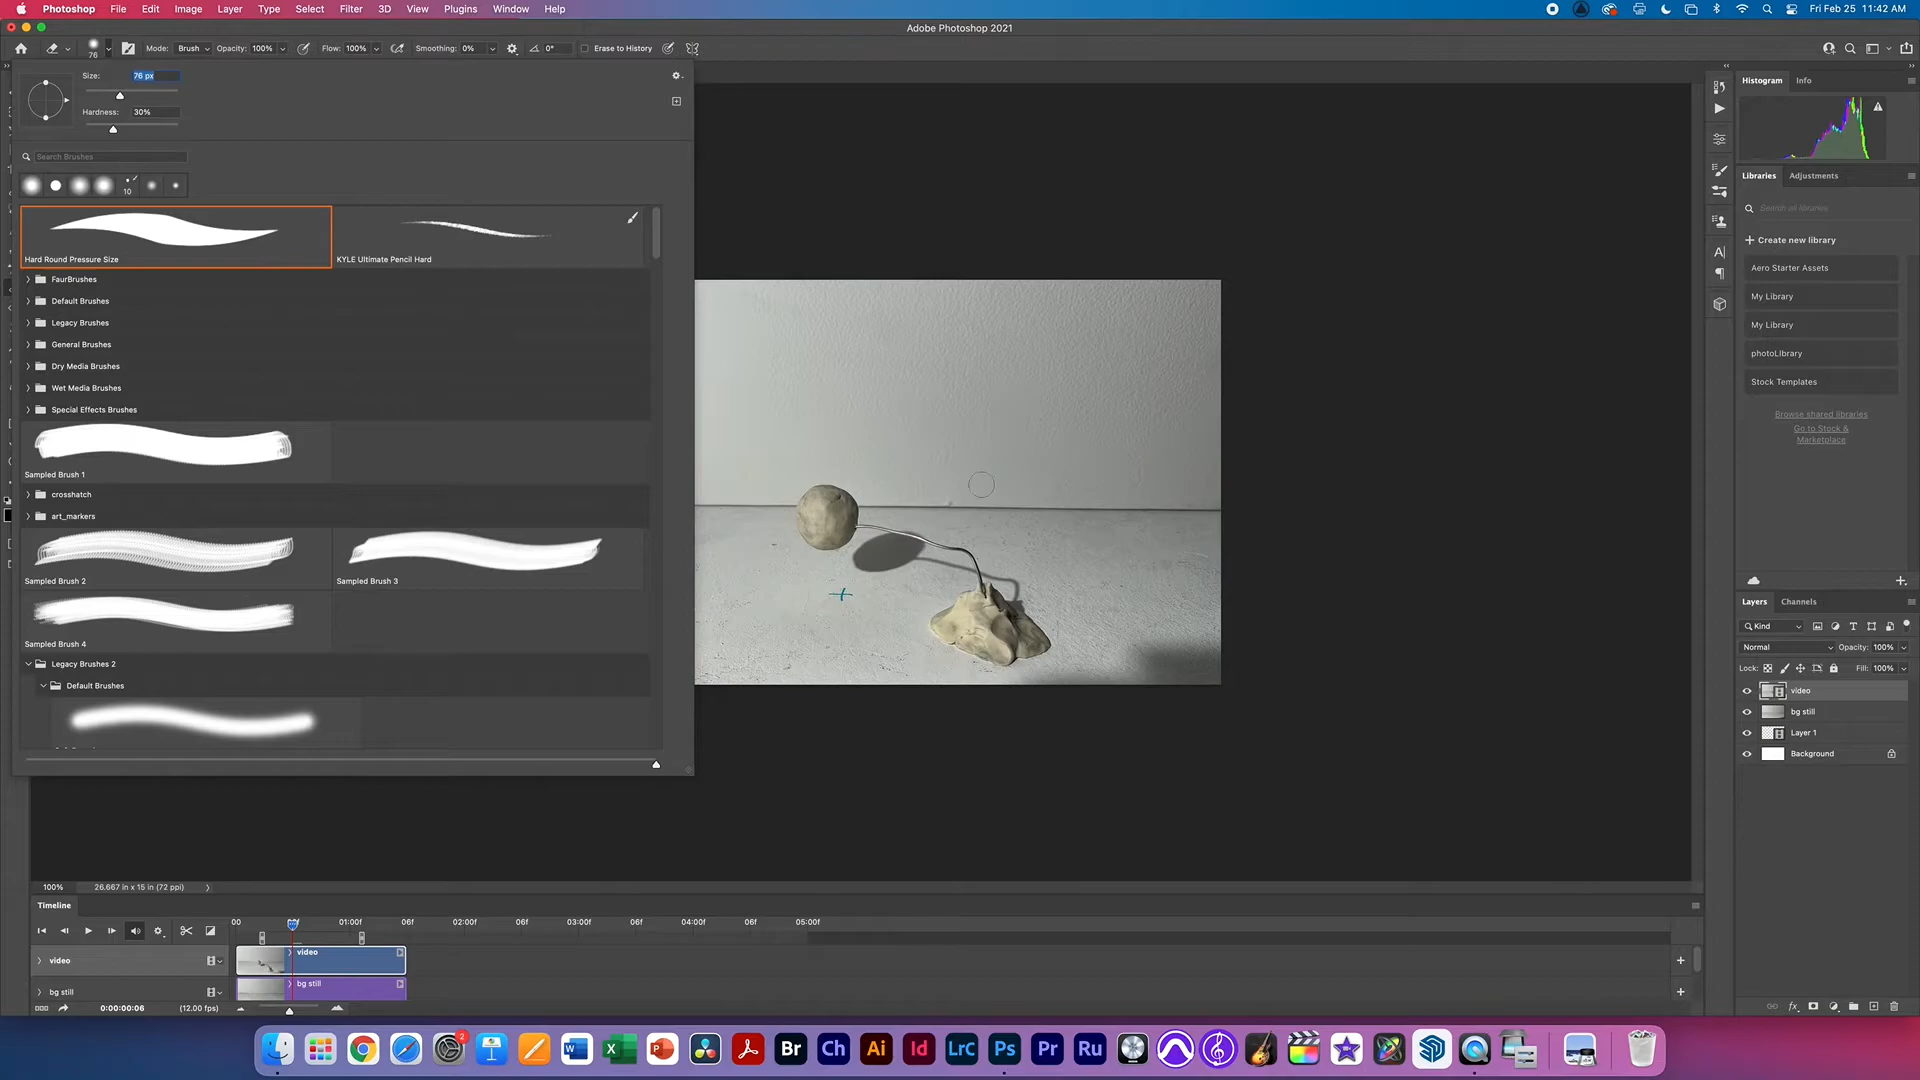 Photoshop File Edit Image Layer Type Select Filter 3D View Plugins Window Help Fri Feb 25 11:42 AM
Adobe Photoshop 2021
76 Mode: Brush Opacity: 100% Flow: 100% Smoothing: 0% 0° Erase to History
Size: 76 px
Hardness: 30%
Search Brushes
10
Hard Round Pressure Size KYLE Ultimate Pencil Hard
FaurBrushes
Default Brushes
Legacy Brushes
General Brushes
Dry Media Brushes
Wet Media Brushes
Special Effects Brushes
Sampled Brush 1
crosshatch
art_markers
Sampled Brush 2 Sampled Brush 3
Sampled Brush 4
Legacy Brushes 2
Default Brushes
Histogram Info
Libraries Adjustments
Search all libraries
Create new library
Aero Starter Assets
My Library
My Library
photoLIbrary
Stock Templates
Browse shared libraries
Go to Stock &
Marketplace
Layers Channels
Kind
Normal Opacity: 100%
Lock: Fill: 100%
video
bg still
Layer 1
Background
100% 26.667 in x 15 in (72 ppi)
Timeline
00 01:00f 06f 02:00f 06f 03:00f 06f 04:00f 06f 05:00f
video video
bg still bg still
0:00:00:06 (12.00 fps)
2 Br Ch Ai Id LrC Ps Pr Ru